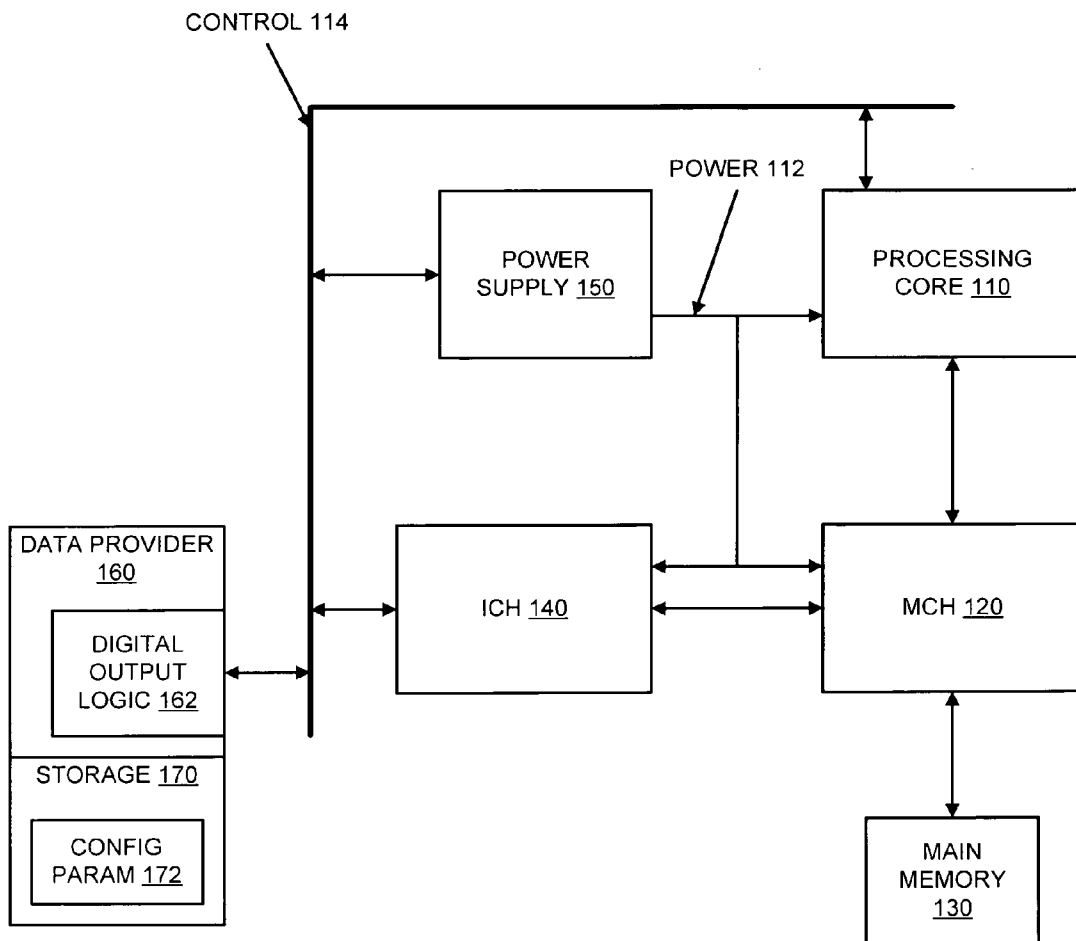 CONTROL 114
POWER 112
POWER
SUPPLY 150
PROCESSING
CORE 110
DATA PROVIDER
160
DIGITAL
OUTPUT
LOGIC 162
ICH 140
MCH 120
STORAGE 170
CONFIG
PARAM 172
MAIN
MEMORY
130